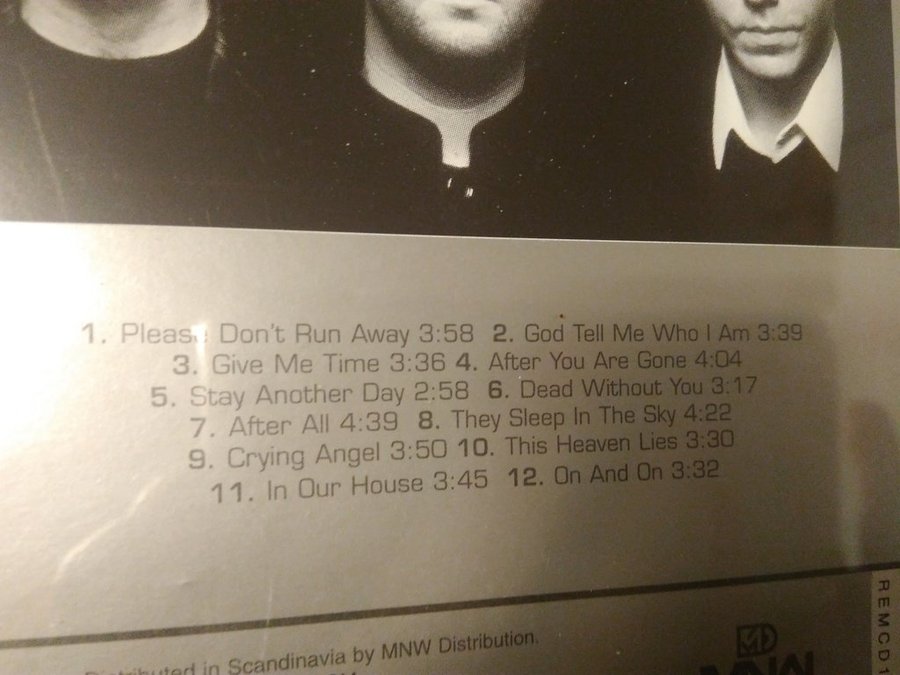 1. Please Don't Run Away 3:58 2. God Tell Me Who I Am 3:39
3. Give Me Time 3:36 4. After You Are Gone 4:04
5. Stay Another Day 2:58 6. Dead Without You 3:17
7. After All 4:39 8. They Sleep In The Sky 4:22
9. Crying Angel 3:50 10. This Heaven Lies 3:30
11. In Our House 3:45 12. On And On 3:32
Distributed in Scandinavia by MNW Distribution.
MNW
REMCD1